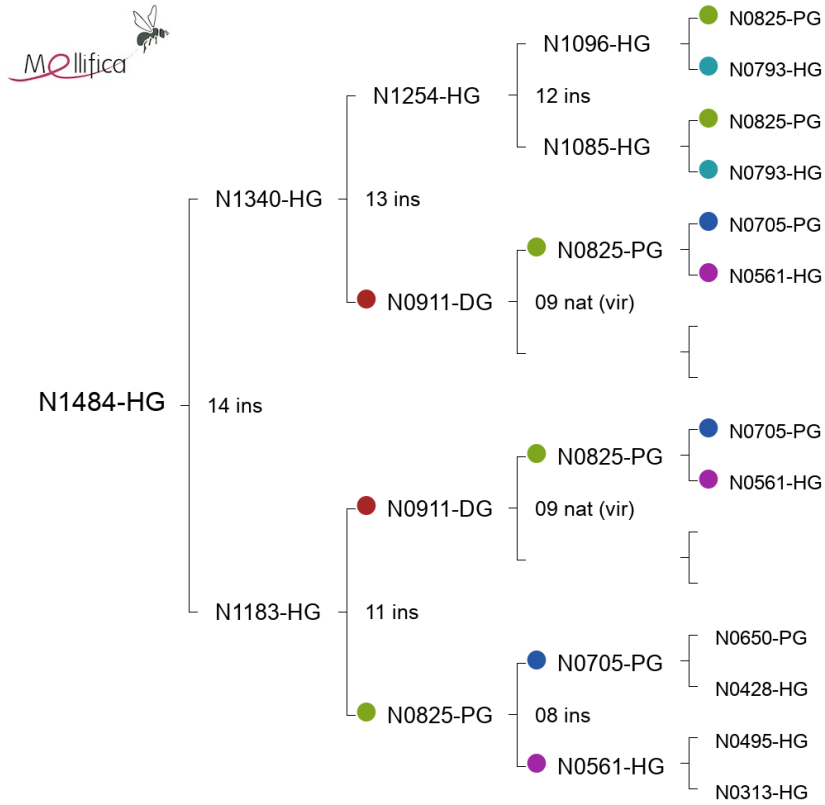 Mellifica
N0825-PG
N1096-HG
N0793-HG
N1254-HG
12 ins
N0825-PG
N1085-HG
N0793-HG
N1340-HG
13 ins
N0705-PG
N0825-PG
N0561-HG
N0911-DG
09 nat (vir)
N1484-HG
14 ins
N0705-PG
N0825-PG
N0561-HG
N0911-DG
09 nat (vir)
N1183-HG
11 ins
N0650-PG
N0705-PG
N0428-HG
N0825-PG
08 ins
N0495-HG
N0561-HG
N0313-HG